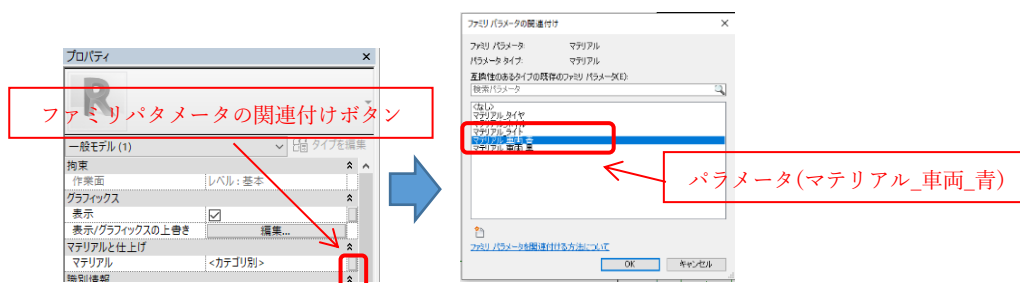 プロパティ
R
ファミリパタメータの関連付けボタン
一般モデル (1)
タイプを編集
拘束
作業面
レベル : 基本
グラフィックス
表示
表示/グラフィックスの上書き
編集...
マテリアルと仕上げ
マテリアル
<カテゴリ別>
識別情報
ファミリ パラメータの関連付け
ファミリ パラメータ:
マテリアル
パラメータ タイプ:
マテリアル
互換性のあるタイプの既存のファミリ パラメータ(E):
検索パラメータ
<なし>
マテリアル_タイヤ
マテリアル_ライト
マテリアル_車両_青
マテリアル_車両_黒
パラメータ(マテリアル_車両_青)
ファミリ パラメータを関連付ける方法について
OK
キャンセル